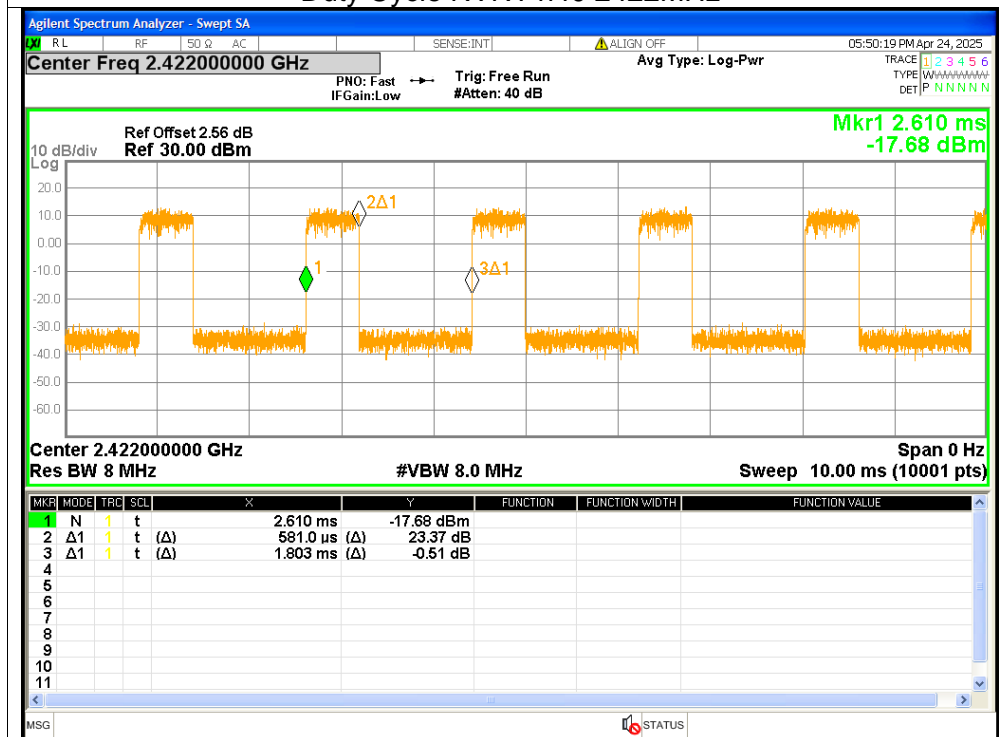 Agilent Spectrum Analyzer - Swept SA
LXI RL RF 50 Ω AC SENSE:INT ALIGN OFF 05:50:19 PM Apr 24, 2025
Center Freq 2.422000000 GHz Avg Type: Log-Pwr TRACE 1 2 3 4 5 6
PNO: Fast Trig: Free Run TYPE
IFGain:Low #Atten: 40 dB DET P N N N N N
Mkr1 2.610 ms
-17.68 dBm
Ref Offset 2.56 dB
10 dB/div Ref 30.00 dBm
Log
20.0
10.0
0.00
-10.0
-20.0
-30.0
-40.0
-50.0
-60.0
2Δ1
1
3Δ1
Center 2.422000000 GHz Span 0 Hz
Res BW 8 MHz #VBW 8.0 MHz Sweep 10.00 ms (10001 pts)
MKR MODE TRC SCL X Y FUNCTION FUNCTION WIDTH FUNCTION VALUE
1 N 1 t 2.610 ms -17.68 dBm
2 Δ1 1 t (Δ) 581.0 µs (Δ) 23.37 dB
3 Δ1 1 t (Δ) 1.803 ms (Δ) -0.51 dB
4
5
6
7
8
9
10
11
MSG STATUS